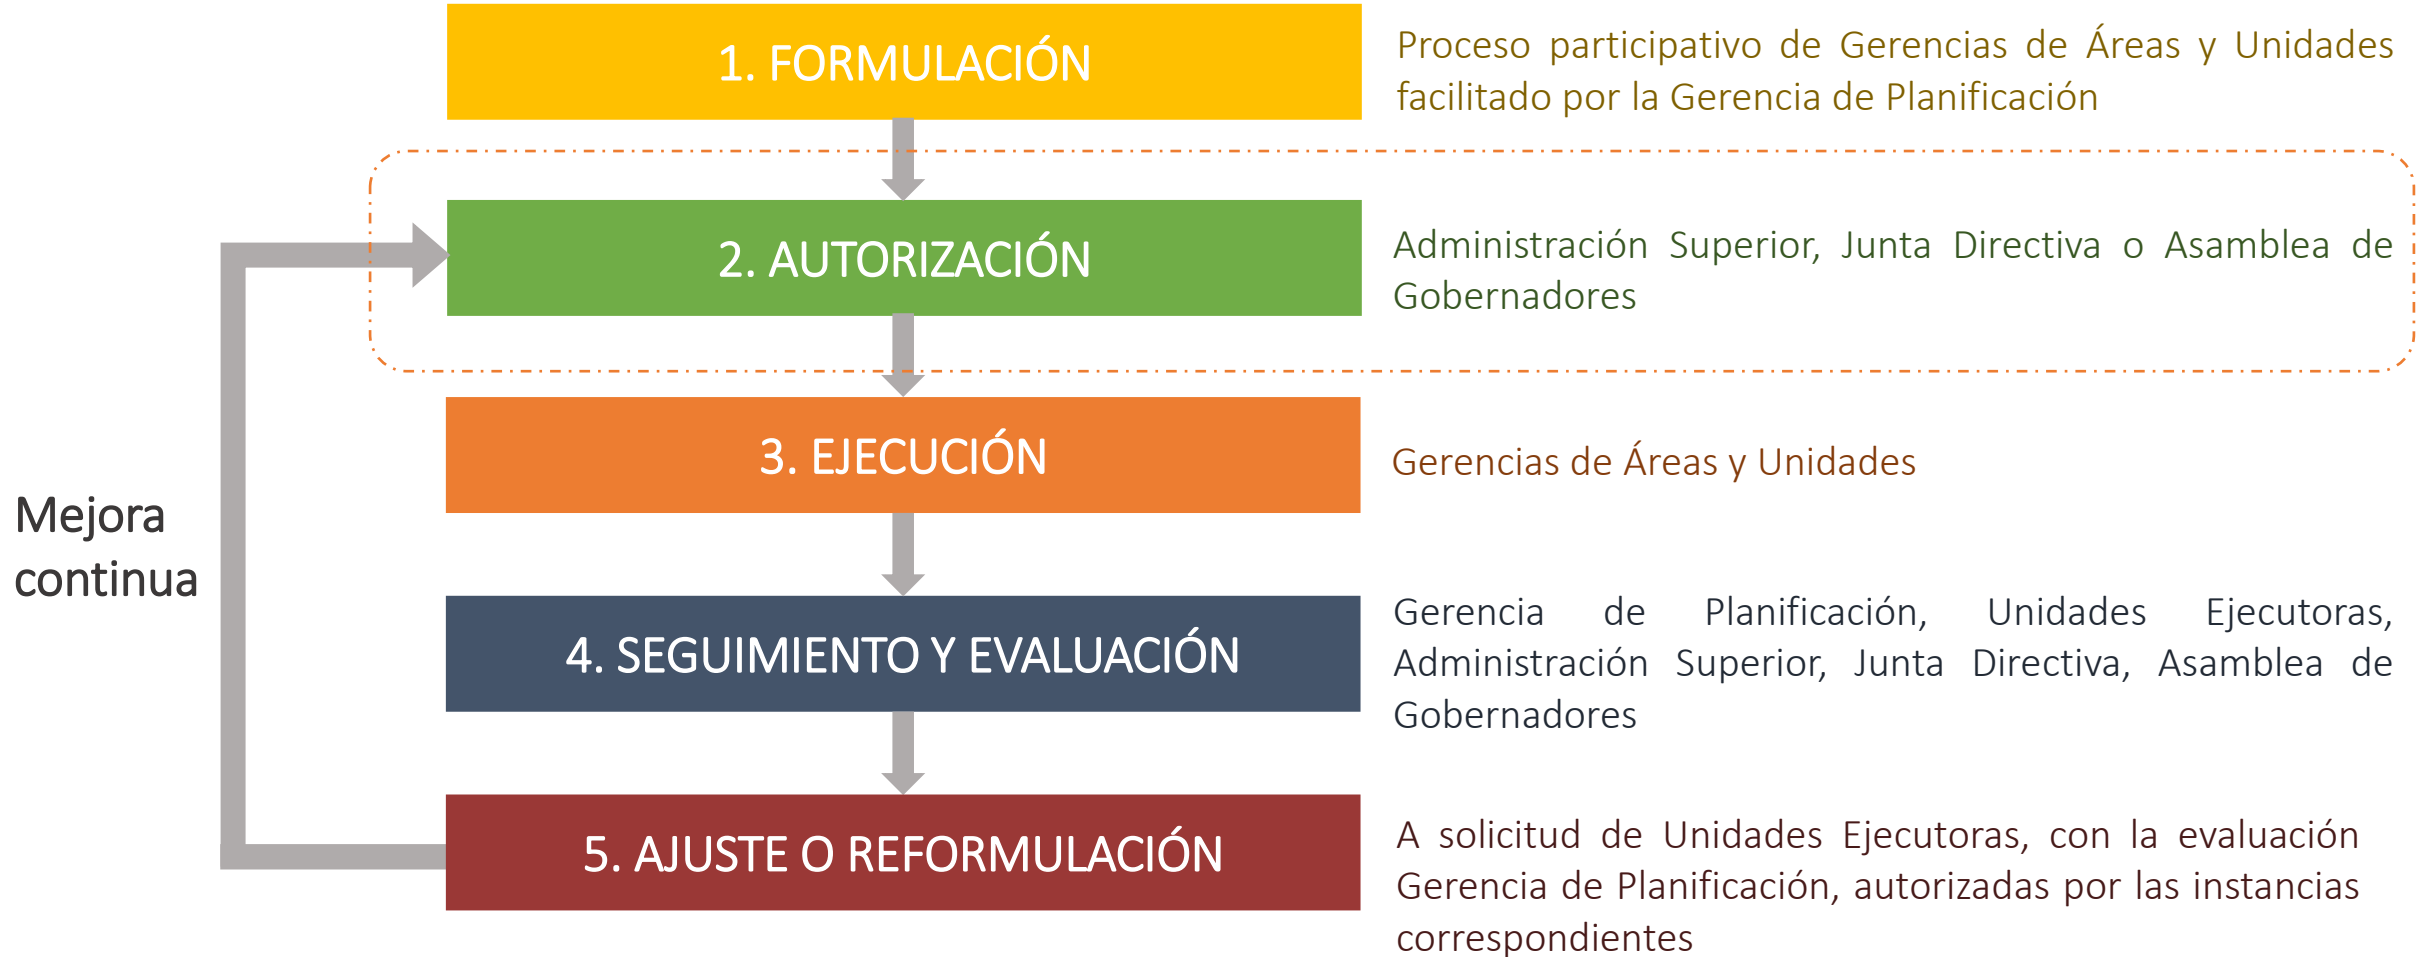 1. FORMULACIÓN
Proceso participativo de Gerencias de Áreas y Unidades
facilitado por la Gerencia de Planificación
2. AUTORIZACIÓN
Administración Superior, Junta Directiva o Asamblea de
Gobernadores
3. EJECUCIÓN
Gerencias de Áreas y Unidades
Mejora
continua
4. SEGUIMIENTO Y EVALUACIÓN
Gerencia de Planificación, Unidades Ejecutoras,
Administración Superior, Junta Directiva, Asamblea de
Gobernadores
5. AJUSTE O REFORMULACIÓN
A solicitud de Unidades Ejecutoras, con la evaluación
Gerencia de Planificación, autorizadas por las instancias
correspondientes